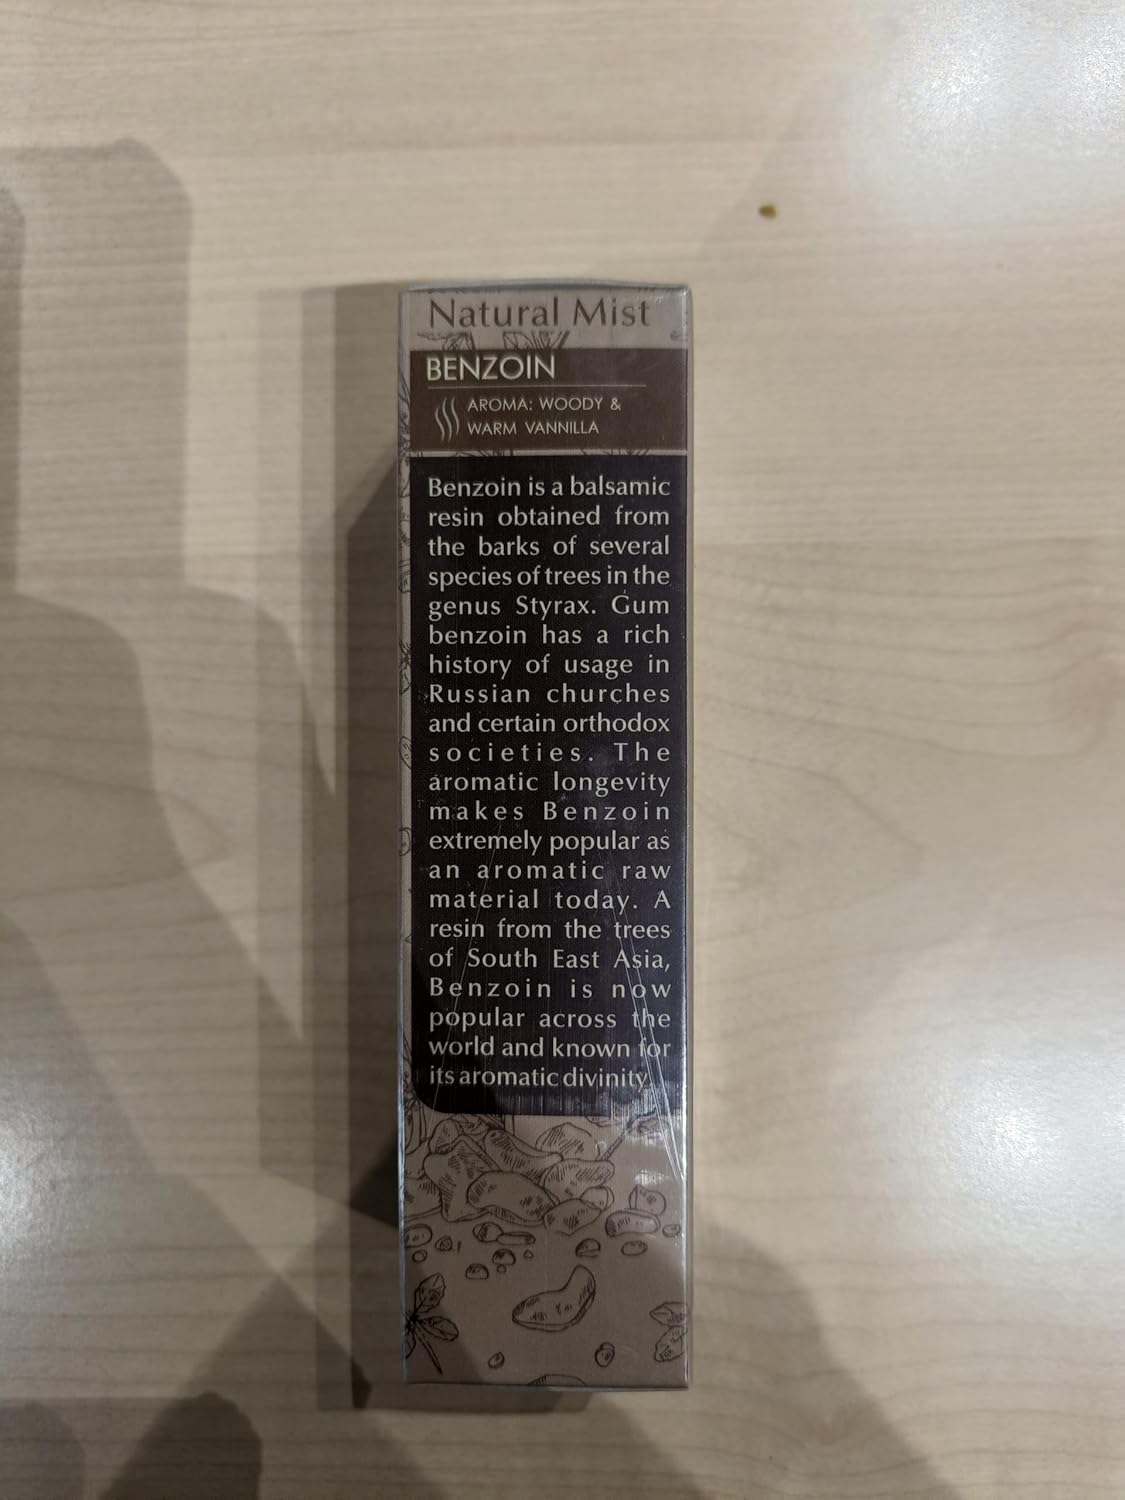 Natural Mist
BENZOIN
AROMA: WOODY &
WARM VANNILLA
Benzoin is a balsamic
resin obtained from
the barks of several
species of trees in the
genus Styrax. Gum
benzoin has a rich
history of usage in
Russian churches
and certain orthodox
societies. The
aromatic longevity
makes Benzoin
extremely popular as
an aromatic raw
material today. A
resin from the trees
of South East Asia,
Benzoin is now
popular across the
world and known for
its aromatic divinity.